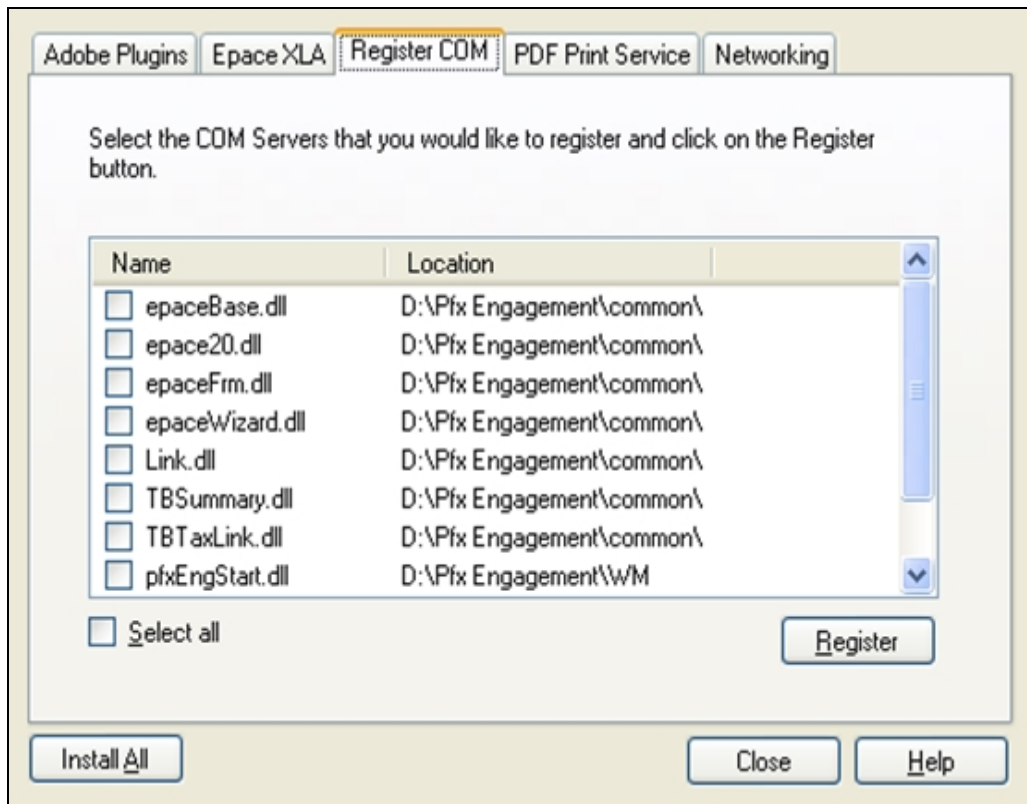 Adobe Plugins Epace XLA Register COM PDF Print Service Networking
Select the COM Servers that you would like to register and click on the Register
button.
Name Location
epaceBase.dll D:\Pfx Engagement\common\
epace20.dll D:\Pfx Engagement\common\
epaceFrm.dll D:\Pfx Engagement\common\
epaceWizard.dll D:\Pfx Engagement\common\
Link.dll D:\Pfx Engagement\common\
TBSummary.dll D:\Pfx Engagement\common\
TBTaxLink.dll D:\Pfx Engagement\common\
pfxEngStart.dll D:\Pfx Engagement\WM
Select all Register
Install All Close Help